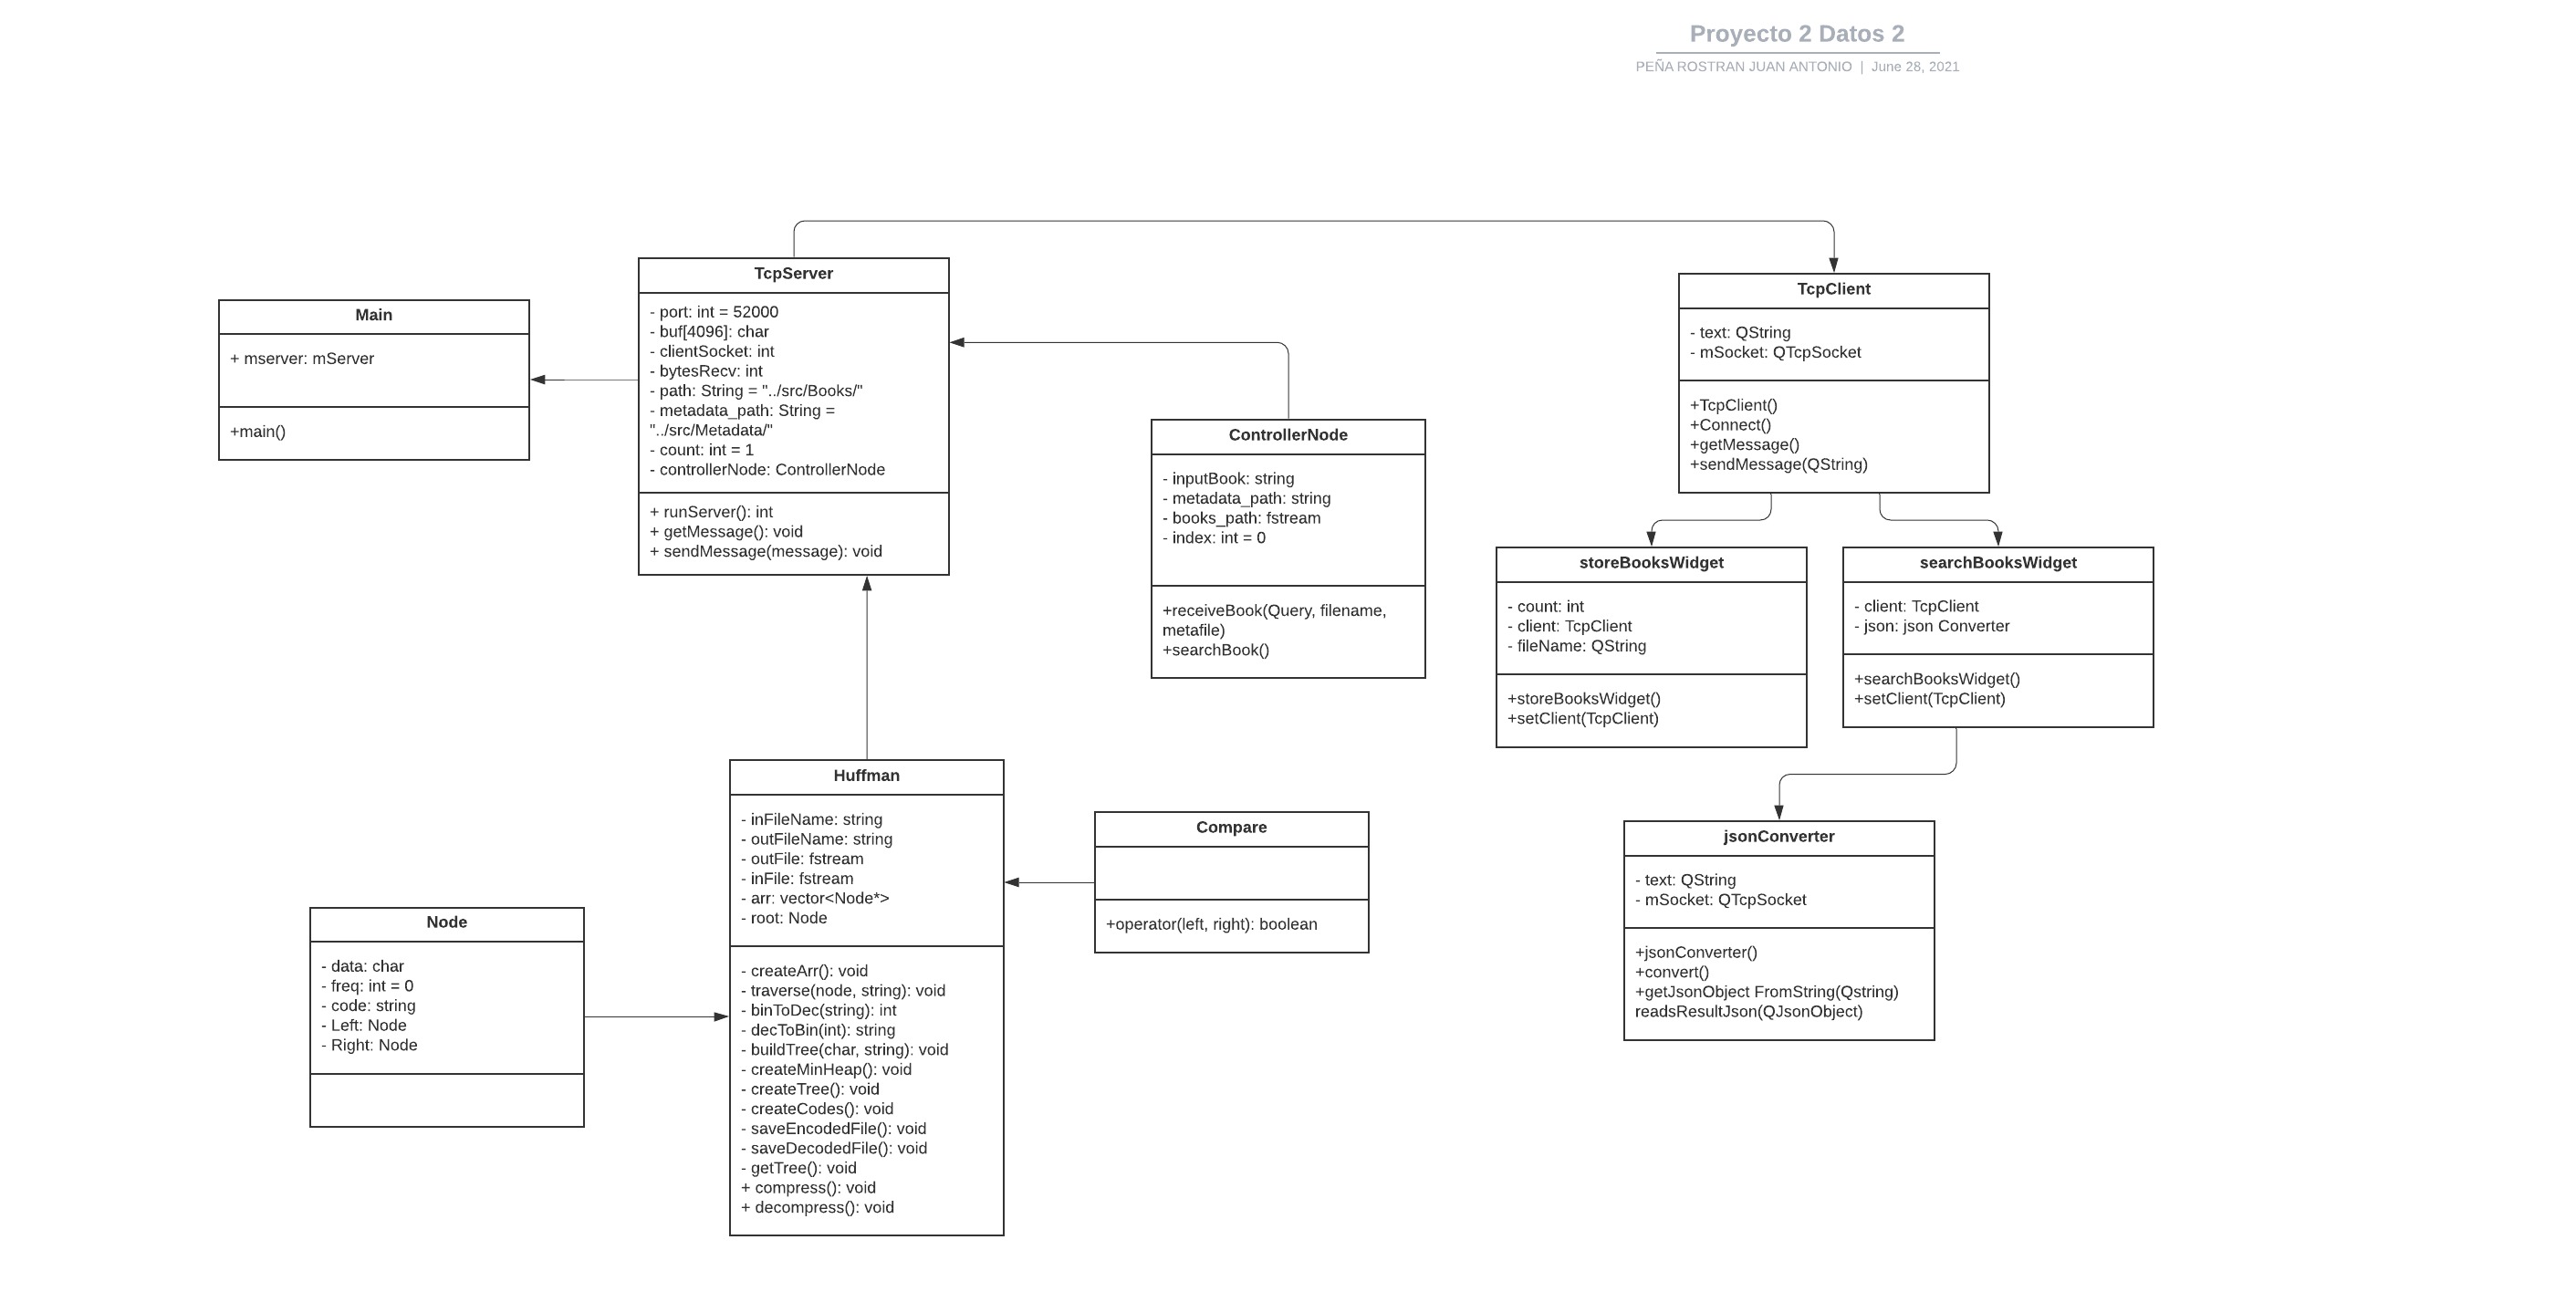 Proyecto 2 Datos 2
PEÑA ROSTRAN JUAN ANTONIO | June 28, 2021
Main
+ mserver: mServer
+main()
TcpServer
- port: int = 52000
- buf[4096]: char
- clientSocket: int
- bytesRecv: int
- path: String = "../src/Books/"
- metadata_path: String =
"../src/Metadata/"
- count: int = 1
- controllerNode: ControllerNode
+ runServer(): int
+ getMessage(): void
+ sendMessage(message): void
ControllerNode
- inputBook: string
- metadata_path: string
- books_path: fstream
- index: int = 0
+receiveBook(Query, filename,
metafile)
+searchBook()
TcpClient
- text: QString
- mSocket: QTcpSocket
+TcpClient()
+Connect()
+getMessage()
+sendMessage(QString)
storeBooksWidget
- count: int
- client: TcpClient
- fileName: QString
+storeBooksWidget()
+setClient(TcpClient)
searchBooksWidget
- client: TcpClient
- json: json Converter
+searchBooksWidget()
+setClient(TcpClient)
Huffman
- inFileName: string
- outFileName: string
- outFile: fstream
- inFile: fstream
- arr: vector<Node*>
- root: Node
- createArr(): void
- traverse(node, string): void
- binToDec(string): int
- decToBin(int): string
- buildTree(char, string): void
- createMinHeap(): void
- createTree(): void
- createCodes(): void
- saveEncodedFile(): void
- saveDecodedFile(): void
- getTree(): void
+ compress(): void
+ decompress(): void
Compare
+operator(left, right): boolean
Node
- data: char
- freq: int = 0
- code: string
- Left: Node
- Right: Node
jsonConverter
- text: QString
- mSocket: QTcpSocket
+jsonConverter()
+convert()
+getJsonObject FromString(Qstring)
readsResultJson(QJsonObject)